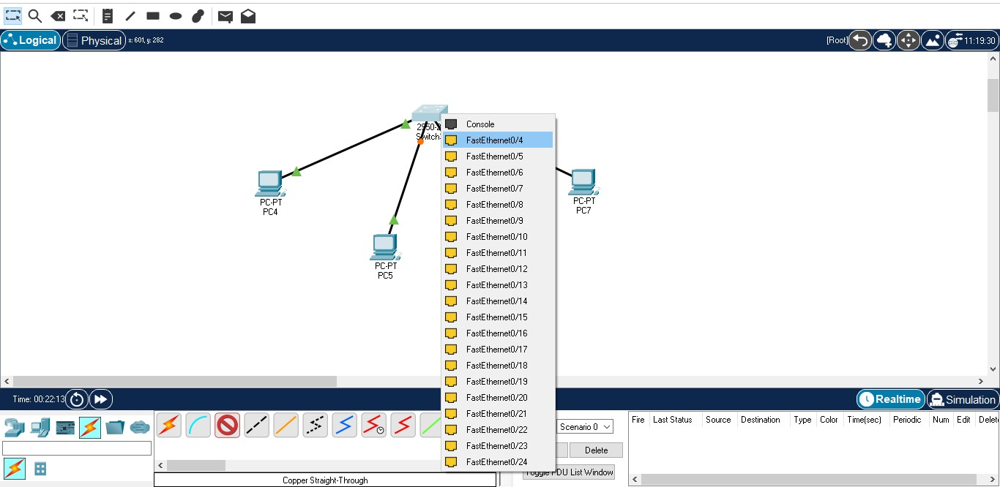 Logical
Physical
x: 601, y: 282
[Root]
11:19:30
2950-2
Switch
PC-PT
PC4
PC-PT
PC5
PC-PT
PC7
Console
FastEthernet0/4
FastEthernet0/5
FastEthernet0/6
FastEthernet0/7
FastEthernet0/8
FastEthernet0/9
FastEthernet0/10
FastEthernet0/11
FastEthernet0/12
FastEthernet0/13
FastEthernet0/14
FastEthernet0/15
FastEthernet0/16
FastEthernet0/17
FastEthernet0/18
FastEthernet0/19
FastEthernet0/20
FastEthernet0/21
FastEthernet0/22
FastEthernet0/23
FastEthernet0/24
Time: 00:22:13
Realtime
Simulation
Scenario 0
Delete
Toggle PDU List Window
Fire Last Status Source Destination Type Color Time(sec) Periodic Num Edit Delet
Copper Straight-Through